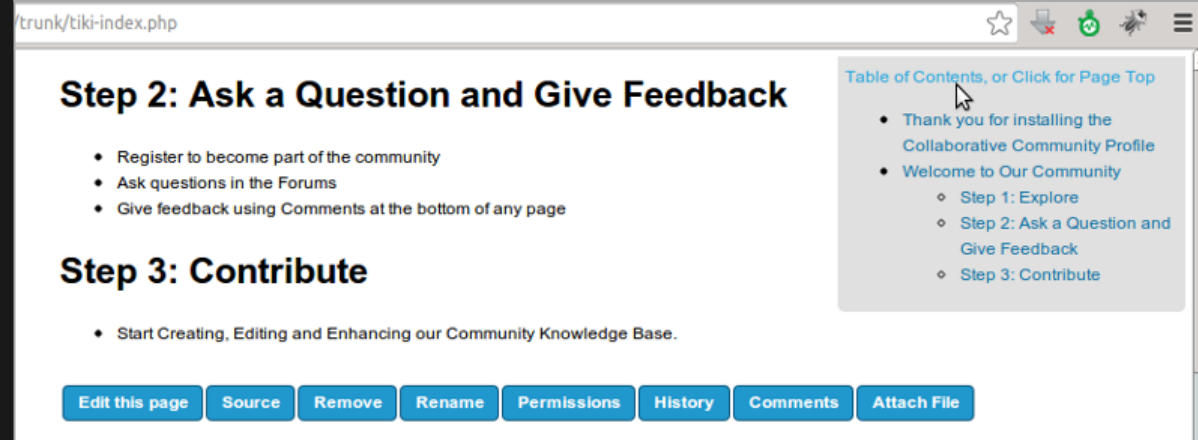 /trunk/tiki-index.php
Step 2: Ask a Question and Give Feedback
Register to become part of the community
Ask questions in the Forums
Give feedback using Comments at the bottom of any page
Step 3: Contribute
Start Creating, Editing and Enhancing our Community Knowledge Base.
Edit this page
Source
Remove
Rename
Permissions
History
Comments
Attach File
Table of Contents, or Click for Page Top
Thank you for installing the
Collaborative Community Profile
Welcome to Our Community
Step 1: Explore
Step 2: Ask a Question and
Give Feedback
Step 3: Contribute